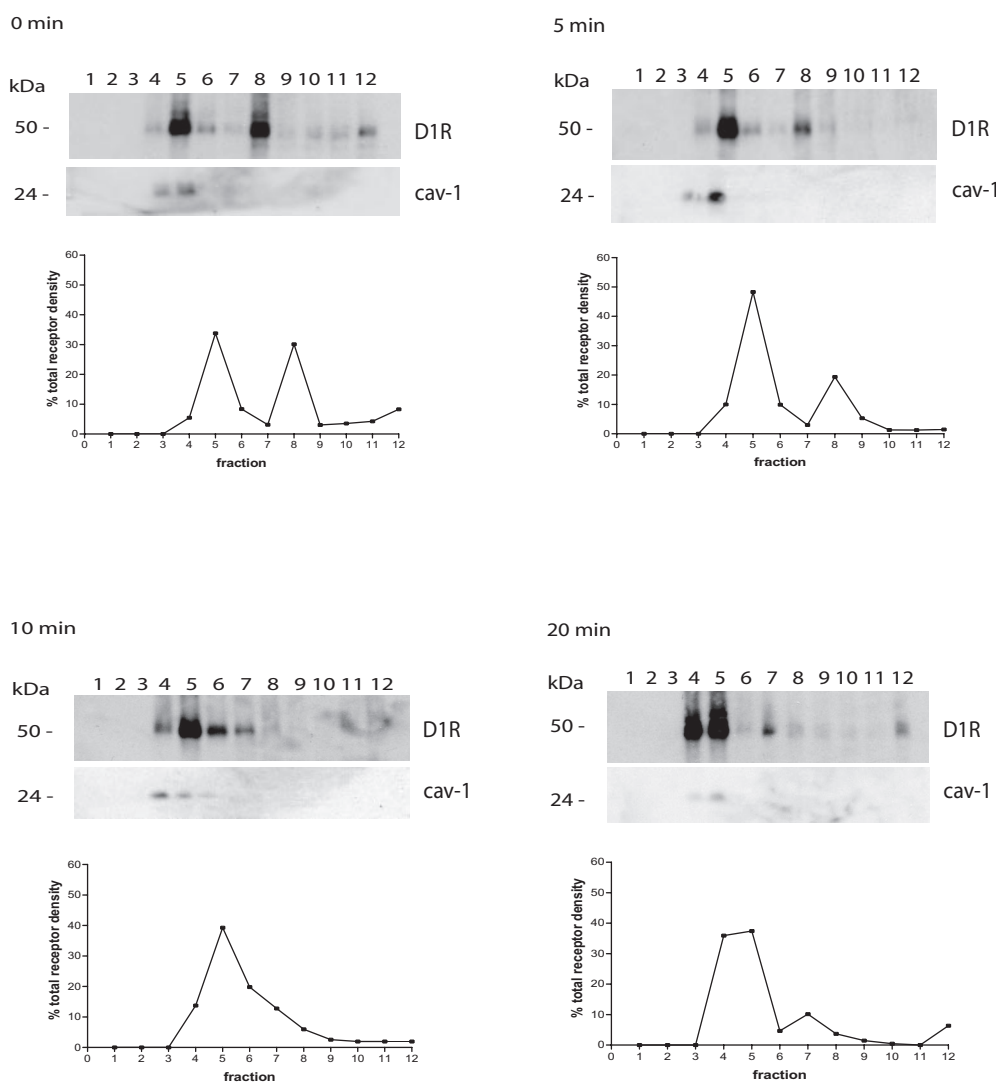 0 min
kDa 1 2 3 4 5 6 7 8 9 10 11 12
50 - D1R
24 - cav-1
% total receptor density
60
50
40
30
20
10
0
0 1 2 3 4 5 6 7 8 9 10 11 12
fraction
5 min
kDa 1 2 3 4 5 6 7 8 9 10 11 12
50 - D1R
24 - cav-1
% total receptor density
60
50
40
30
20
10
0
0 1 2 3 4 5 6 7 8 9 10 11 12
fraction
10 min
kDa 1 2 3 4 5 6 7 8 9 10 11 12
50 - D1R
24 - cav-1
% total receptor density
60
50
40
30
20
10
0
0 1 2 3 4 5 6 7 8 9 10 11 12
fraction
20 min
kDa 1 2 3 4 5 6 7 8 9 10 11 12
50 - D1R
24 - cav-1
% total receptor density
60
50
40
30
20
10
0
0 1 2 3 4 5 6 7 8 9 10 11 12
fraction